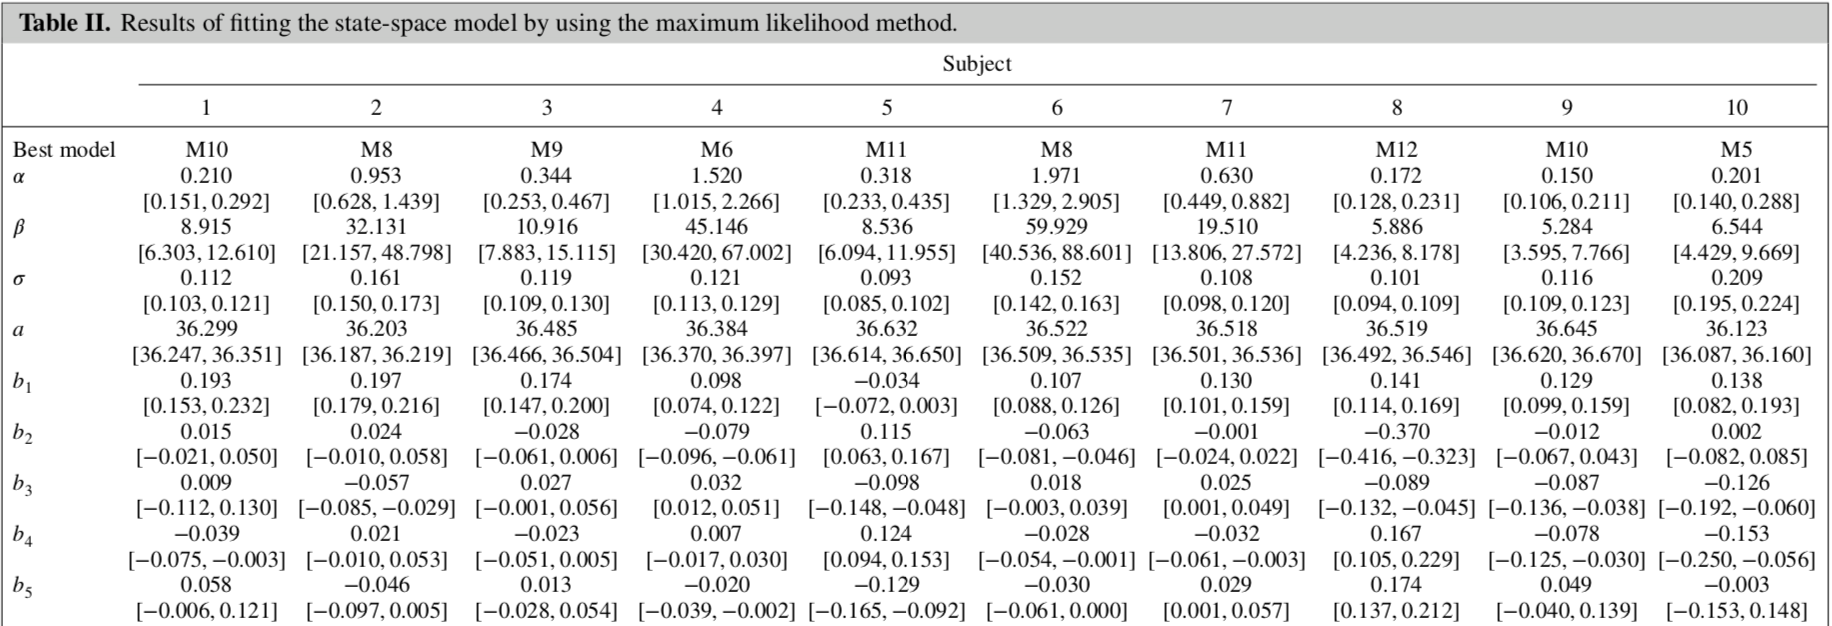 Table II. Results of fitting the state-space model by using the maximum likelihood method.
Subject
1 2 3 4 5 6 7 8 9 10
Best model M10 M8 M9 M6 M11 M8 M11 M12 M10 M5
α 0.210 0.953 0.344 1.520 0.318 1.971 0.630 0.172 0.150 0.201
[0.151, 0.292] [0.628, 1.439] [0.253, 0.467] [1.015, 2.266] [0.233, 0.435] [1.329, 2.905] [0.449, 0.882] [0.128, 0.231] [0.106, 0.211] [0.140, 0.288]
β 8.915 32.131 10.916 45.146 8.536 59.929 19.510 5.886 5.284 6.544
[6.303, 12.610] [21.157, 48.798] [7.883, 15.115] [30.420, 67.002] [6.094, 11.955] [40.536, 88.601] [13.806, 27.572] [4.236, 8.178] [3.595, 7.766] [4.429, 9.669]
σ 0.112 0.161 0.119 0.121 0.093 0.152 0.108 0.101 0.116 0.209
[0.103, 0.121] [0.150, 0.173] [0.109, 0.130] [0.113, 0.129] [0.085, 0.102] [0.142, 0.163] [0.098, 0.120] [0.094, 0.109] [0.109, 0.123] [0.195, 0.224]
a 36.299 36.203 36.485 36.384 36.632 36.522 36.518 36.519 36.645 36.123
[36.247, 36.351] [36.187, 36.219] [36.466, 36.504] [36.370, 36.397] [36.614, 36.650] [36.509, 36.535] [36.501, 36.536] [36.492, 36.546] [36.620, 36.670] [36.087, 36.160]
b1 0.193 0.197 0.174 0.098 −0.034 0.107 0.130 0.141 0.129 0.138
[0.153, 0.232] [0.179, 0.216] [0.147, 0.200] [0.074, 0.122] [−0.072, 0.003] [0.088, 0.126] [0.101, 0.159] [0.114, 0.169] [0.099, 0.159] [0.082, 0.193]
b2 0.015 0.024 −0.028 −0.079 0.115 −0.063 −0.001 −0.370 −0.012 0.002
[−0.021, 0.050] [−0.010, 0.058] [−0.061, 0.006] [−0.096, −0.061] [0.063, 0.167] [−0.081, −0.046] [−0.024, 0.022] [−0.416, −0.323] [−0.067, 0.043] [−0.082, 0.085]
b3 0.009 −0.057 0.027 0.032 −0.098 0.018 0.025 −0.089 −0.087 −0.126
[−0.112, 0.130] [−0.085, −0.029] [−0.001, 0.056] [0.012, 0.051] [−0.148, −0.048] [−0.003, 0.039] [0.001, 0.049] [−0.132, −0.045] [−0.136, −0.038] [−0.192, −0.060]
b4 −0.039 0.021 −0.023 0.007 0.124 −0.028 −0.032 0.167 −0.078 −0.153
[−0.075, −0.003] [−0.010, 0.053] [−0.051, 0.005] [−0.017, 0.030] [0.094, 0.153] [−0.054, −0.001] [−0.061, −0.003] [0.105, 0.229] [−0.125, −0.030] [−0.250, −0.056]
b5 0.058 −0.046 0.013 −0.020 −0.129 −0.030 0.029 0.174 0.049 −0.003
[−0.006, 0.121] [−0.097, 0.005] [−0.028, 0.054] [−0.039, −0.002] [−0.165, −0.092] [−0.061, 0.000] [0.001, 0.057] [0.137, 0.212] [−0.040, 0.139] [−0.153, 0.148]